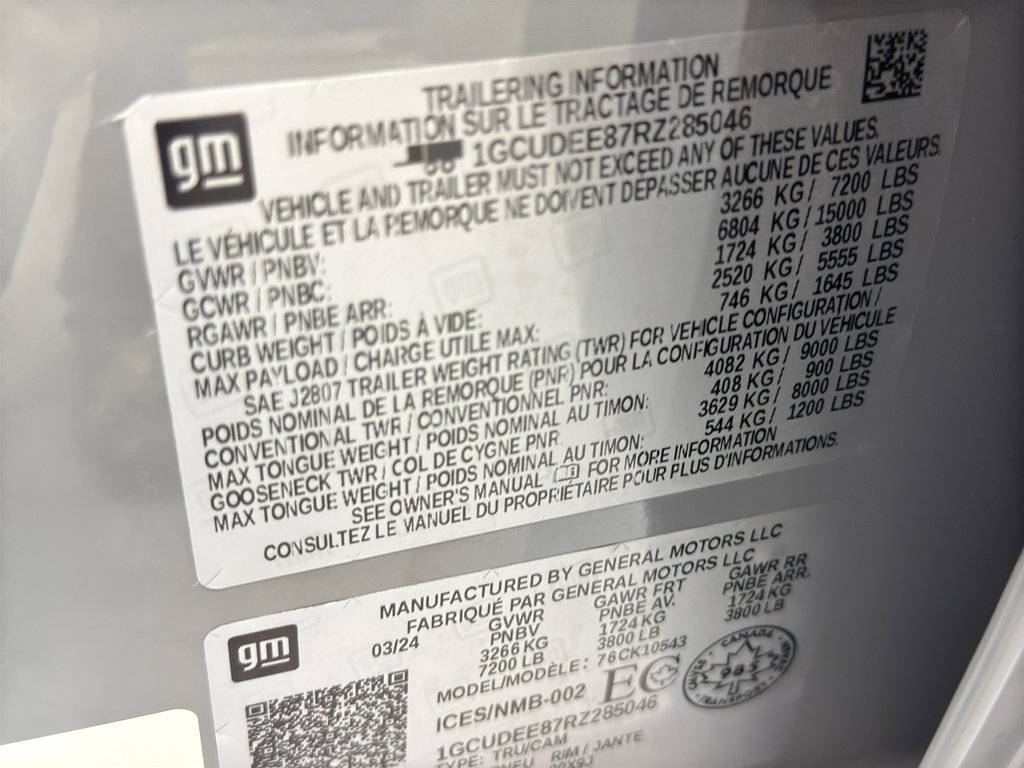 gm
TRAILERING INFORMATION
INFORMATION SUR LE TRACTAGE DE REMORQUE
1GCUDEE87RZ285046
VEHICLE AND TRAILER MUST NOT EXCEED ANY OF THESE VALUES.
LE VÉHICULE ET LA REMORQUE NE DOIVENT DÉPASSER AUCUNE DE CES VALEURS.
GVWR / PNBV: 3266 KG / 7200 LBS
GCWR / PNBC: 6804 KG / 15000 LBS
RGAWR / PNBE ARR: 1724 KG / 3800 LBS
CURB WEIGHT / POIDS À VIDE: 2520 KG / 5555 LBS
MAX PAYLOAD / CHARGE UTILE MAX: 746 KG / 1645 LBS
SAE J2807 TRAILER WEIGHT RATING (TWR) FOR VEHICLE CONFIGURATION /
POIDS NOMINAL DE LA REMORQUE (PNR) POUR LA CONFIGURATION DU VÉHICULE
CONVENTIONAL TWR / CONVENTIONNEL PNR: 4082 KG / 9000 LBS
MAX TONGUE WEIGHT / POIDS NOMINAL AU TIMON: 408 KG / 900 LBS
GOOSENECK TWR / COL DE CYGNE PNR 3629 KG / 8000 LBS
MAX TONGUE WEIGHT / POIDS NOMINAL AU TIMON: 544 KG / 1200 LBS
SEE OWNER'S MANUAL FOR MORE INFORMATION
CONSULTEZ LE MANUEL DU PROPRIÉTAIRE POUR PLUS D'INFORMATIONS.
gm
MANUFACTURED BY GENERAL MOTORS LLC
FABRIQUÉ PAR GENERAL MOTORS LLC
03/24 GVWR GAWR FRT GAWR RR
PNBV PNBE AV. PNBE ARR.
3266 KG 1724 KG 1724 KG
7200 LB 3800 LB 3800 LB
MODEL/MODÈLE: 76CK10543
ICES/NMB-002 EC
CANADA
985
TRANSPORT
1GCUDEE87RZ285046
TYPE: TRU/CAM
PNEU RIM / JANTE
20X9J